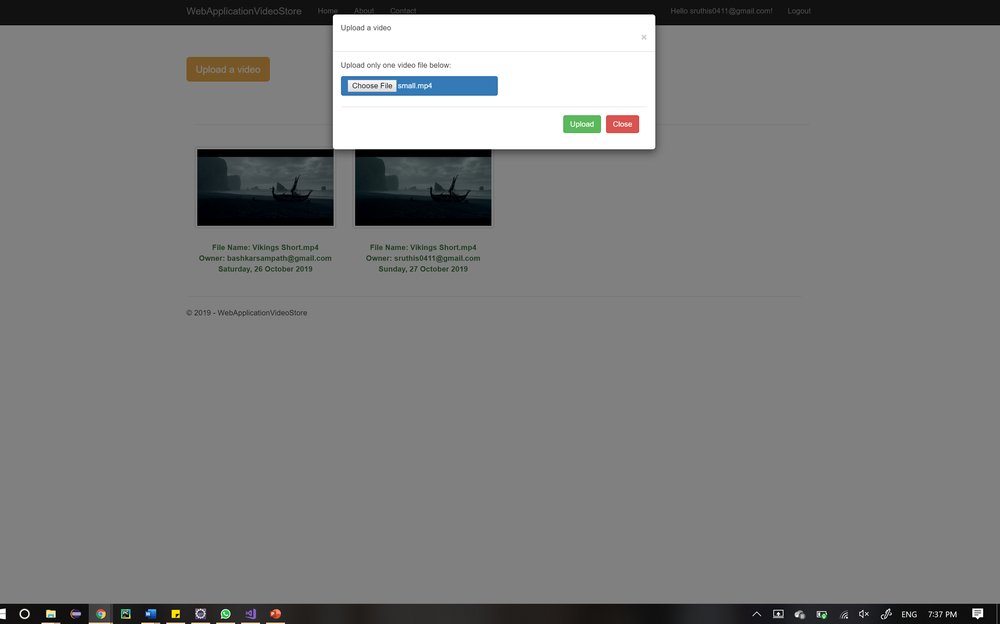 WebApplicationVideoStore Home About Contact Hello sruthis0411@gmail.com! Logout
Upload a video
×
Upload only one video file below:
Upload a video
Choose File small.mp4
Upload Close
File Name: Vikings Short.mp4 File Name: Vikings Short.mp4
Owner: bashkarsampath@gmail.com Owner: sruthis0411@gmail.com
Saturday, 26 October 2019 Sunday, 27 October 2019
© 2019 - WebApplicationVideoStore
PC W P ENG 7:37 PM